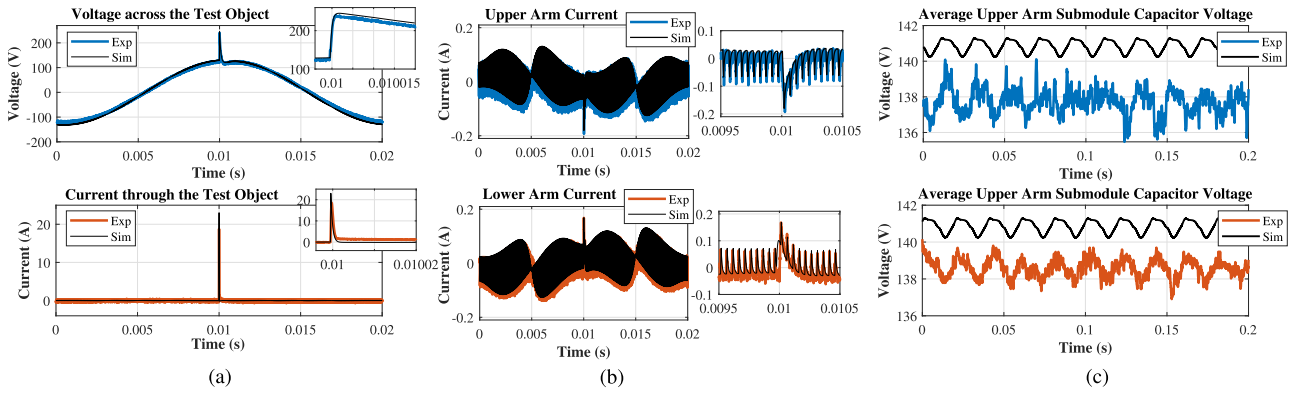 Voltage across the Test Object
Voltage (V)
200
100
0
-100
-200
Exp
Sim
200
100
0.01
0.010015
0
0.005
0.01
0.015
0.02
Time (s)
Current through the Test Object
Current (A)
20
10
0
Exp
Sim
20
10
0
0.01
0.01002
0
0.005
0.01
0.015
0.02
Time (s)
(a)
Upper Arm Current
Current (A)
0.2
0
-0.2
Exp
Sim
0.1
0
-0.1
-0.2
0.0095
0.01
0.0105
0
0.005
0.01
0.015
0.02
Time (s)
Lower Arm Current
Current (A)
0.2
0
-0.2
Exp
Sim
0.2
0.1
0
-0.1
0.0095
0.01
0.0105
0
0.005
0.01
0.015
0.02
Time (s)
(b)
Average Upper Arm Submodule Capacitor Voltage
Voltage (V)
142
140
138
136
Exp
Sim
0
0.05
0.1
0.15
0.2
Time (s)
Average Upper Arm Submodule Capacitor Voltage
Voltage (V)
142
140
138
136
Exp
Sim
0
0.05
0.1
0.15
0.2
Time (s)
(c)